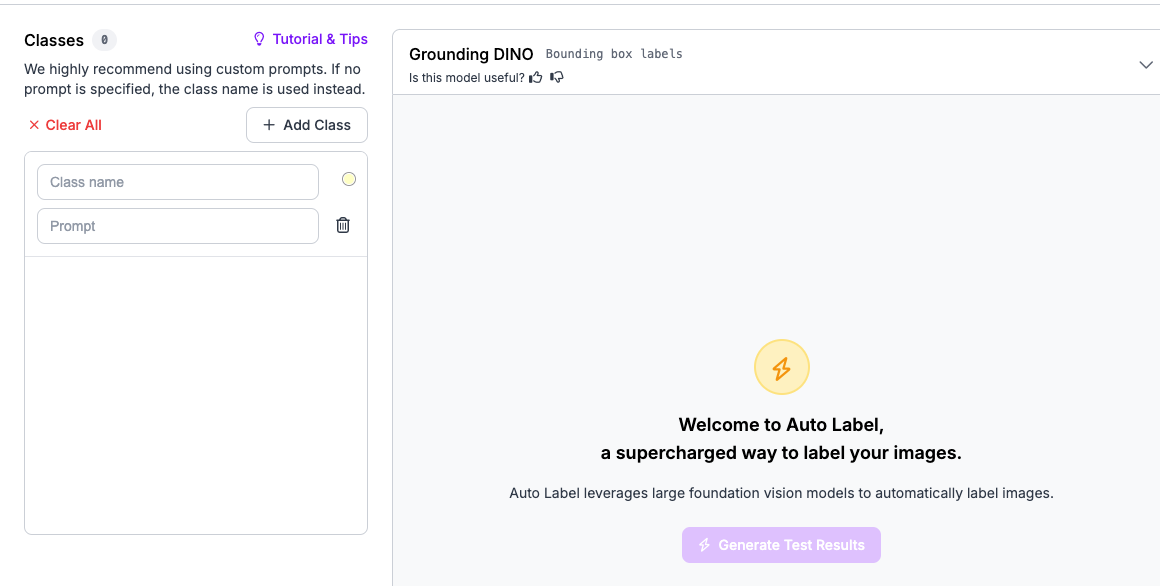 Classes 0
Tutorial & Tips
We highly recommend using custom prompts. If no
prompt is specified, the class name is used instead.
Clear All
Add Class
Class name
Prompt
Grounding DINO Bounding box labels
Is this model useful?
Welcome to Auto Label,
a supercharged way to label your images.
Auto Label leverages large foundation vision models to automatically label images.
Generate Test Results